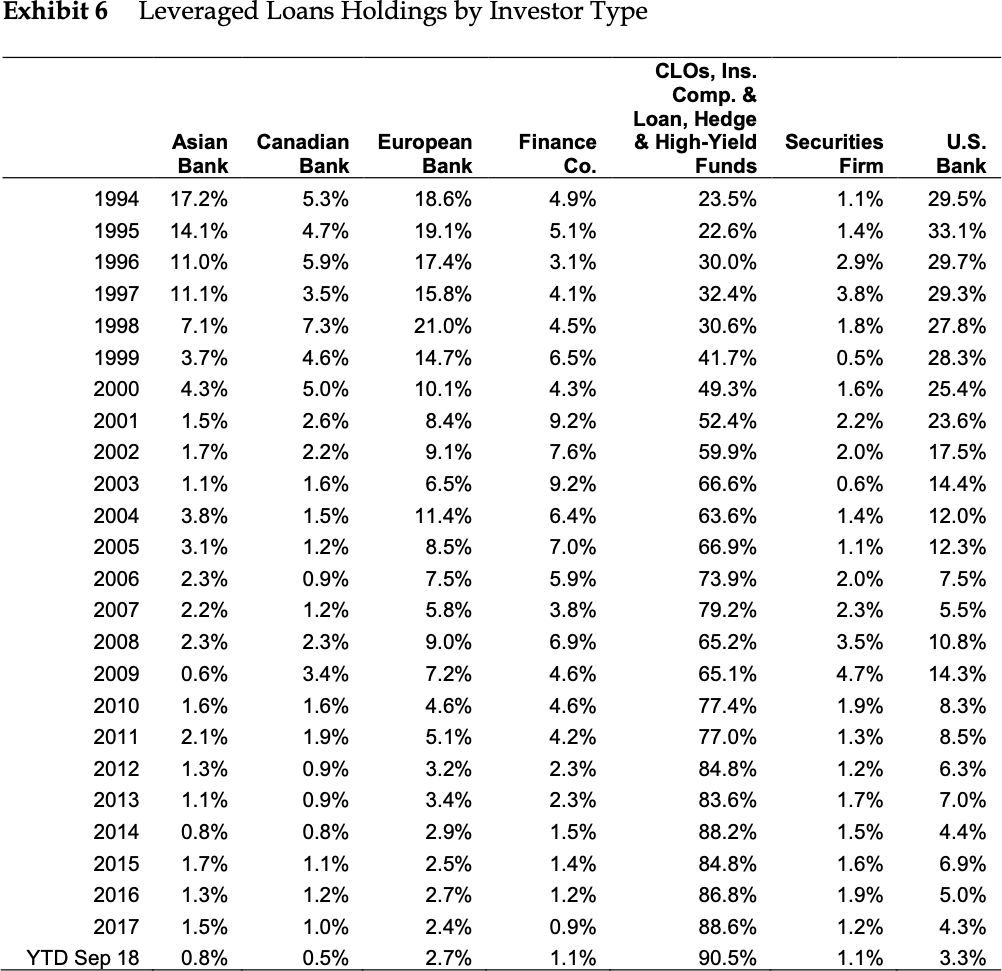 Exhibit 6 Leveraged Loans Holdings by Investor Type
CLOs, Ins.
Comp. &
Loan, Hedge
Asian Canadian European Finance & High-Yield Securities U.S.
Bank Bank Bank Co. Funds Firm Bank
1994 17.2% 5.3% 18.6% 4.9% 23.5% 1.1% 29.5%
1995 14.1% 4.7% 19.1% 5.1% 22.6% 1.4% 33.1%
1996 11.0% 5.9% 17.4% 3.1% 30.0% 2.9% 29.7%
1997 11.1% 3.5% 15.8% 4.1% 32.4% 3.8% 29.3%
1998 7.1% 7.3% 21.0% 4.5% 30.6% 1.8% 27.8%
1999 3.7% 4.6% 14.7% 6.5% 41.7% 0.5% 28.3%
2000 4.3% 5.0% 10.1% 4.3% 49.3% 1.6% 25.4%
2001 1.5% 2.6% 8.4% 9.2% 52.4% 2.2% 23.6%
2002 1.7% 2.2% 9.1% 7.6% 59.9% 2.0% 17.5%
2003 1.1% 1.6% 6.5% 9.2% 66.6% 0.6% 14.4%
2004 3.8% 1.5% 11.4% 6.4% 63.6% 1.4% 12.0%
2005 3.1% 1.2% 8.5% 7.0% 66.9% 1.1% 12.3%
2006 2.3% 0.9% 7.5% 5.9% 73.9% 2.0% 7.5%
2007 2.2% 1.2% 5.8% 3.8% 79.2% 2.3% 5.5%
2008 2.3% 2.3% 9.0% 6.9% 65.2% 3.5% 10.8%
2009 0.6% 3.4% 7.2% 4.6% 65.1% 4.7% 14.3%
2010 1.6% 1.6% 4.6% 4.6% 77.4% 1.9% 8.3%
2011 2.1% 1.9% 5.1% 4.2% 77.0% 1.3% 8.5%
2012 1.3% 0.9% 3.2% 2.3% 84.8% 1.2% 6.3%
2013 1.1% 0.9% 3.4% 2.3% 83.6% 1.7% 7.0%
2014 0.8% 0.8% 2.9% 1.5% 88.2% 1.5% 4.4%
2015 1.7% 1.1% 2.5% 1.4% 84.8% 1.6% 6.9%
2016 1.3% 1.2% 2.7% 1.2% 86.8% 1.9% 5.0%
2017 1.5% 1.0% 2.4% 0.9% 88.6% 1.2% 4.3%
YTD Sep 18 0.8% 0.5% 2.7% 1.1% 90.5% 1.1% 3.3%